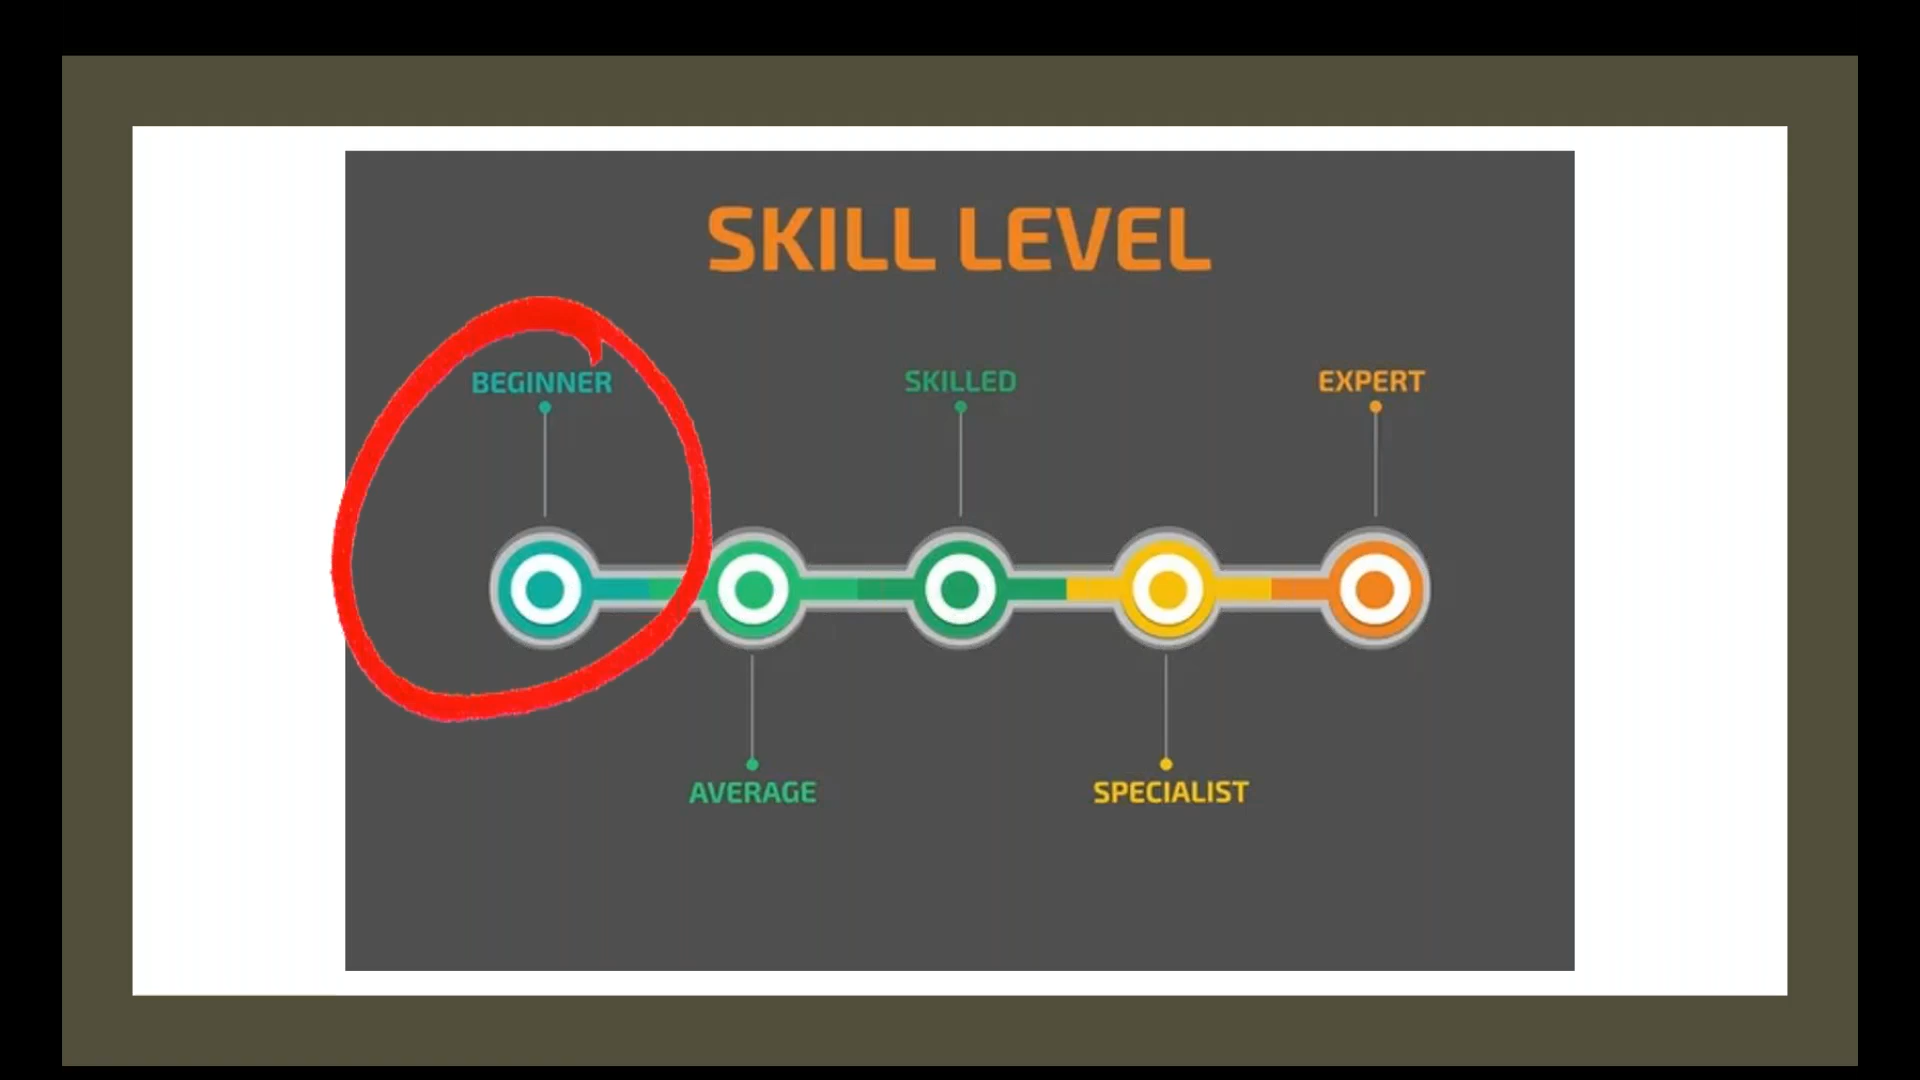 SKILL LEVEL
BEGINNER
SKILLED
EXPERT
AVERAGE
SPECIALIST